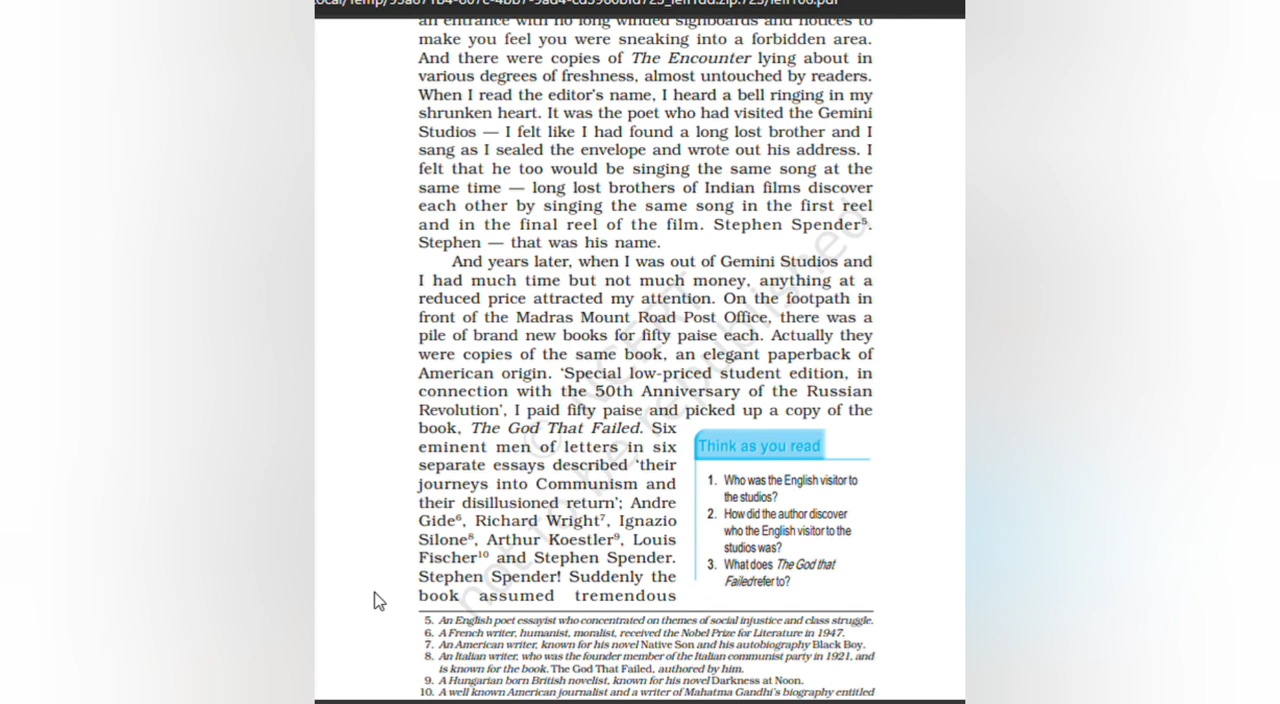 ocal/Temp/
an entrance with no long winded signboards and notices to
make you feel you were sneaking into a forbidden area.
And there were copies of The Encounter lying about in
various degrees of freshness, almost untouched by readers.
When I read the editor's name, I heard a bell ringing in my
shrunken heart. It was the poet who had visited the Gemini
Studios — I felt like I had found a long lost brother and I
sang as I sealed the envelope and wrote out his address. I
felt that he too would be singing the same song at the
same time — long lost brothers of Indian films discover
each other by singing the same song in the first reel
and in the final reel of the film. Stephen Spender⁵.
Stephen — that was his name.
And years later, when I was out of Gemini Studios and
I had much time but not much money, anything at a
reduced price attracted my attention. On the footpath in
front of the Madras Mount Road Post Office, there was a
pile of brand new books for fifty paise each. Actually they
were copies of the same book, an elegant paperback of
American origin. 'Special low-priced student edition, in
connection with the 50th Anniversary of the Russian
Revolution', I paid fifty paise and picked up a copy of the
book, The God That Failed. Six
eminent men of letters in six
separate essays described 'their
journeys into Communism and
their disillusioned return'; Andre
Gide⁶, Richard Wright⁷, Ignazio
Silone⁸, Arthur Koestler⁹, Louis
Fischer¹⁰ and Stephen Spender.
Stephen Spender! Suddenly the
book assumed tremendous
Think as you read
1. Who was the English visitor to
the studios?
2. How did the author discover
who the English visitor to the
studios was?
3. What does The God that
Failed refer to?
5. An English poet essayist who concentrated on themes of social injustice and class struggle.
6. A French writer, humanist, moralist, received the Nobel Prize for Literature in 1947.
7. An American writer, known for his novel Native Son and his autobiography Black Boy.
8. An Italian writer, who was the founder member of the Italian communist party in 1921, and
is known for the book, The God That Failed, authored by him.
9. A Hungarian born British novelist, known for his novel Darkness at Noon.
10. A well known American journalist and a writer of Mahatma Gandhi's biography entitled
© NCERT
not to be republished